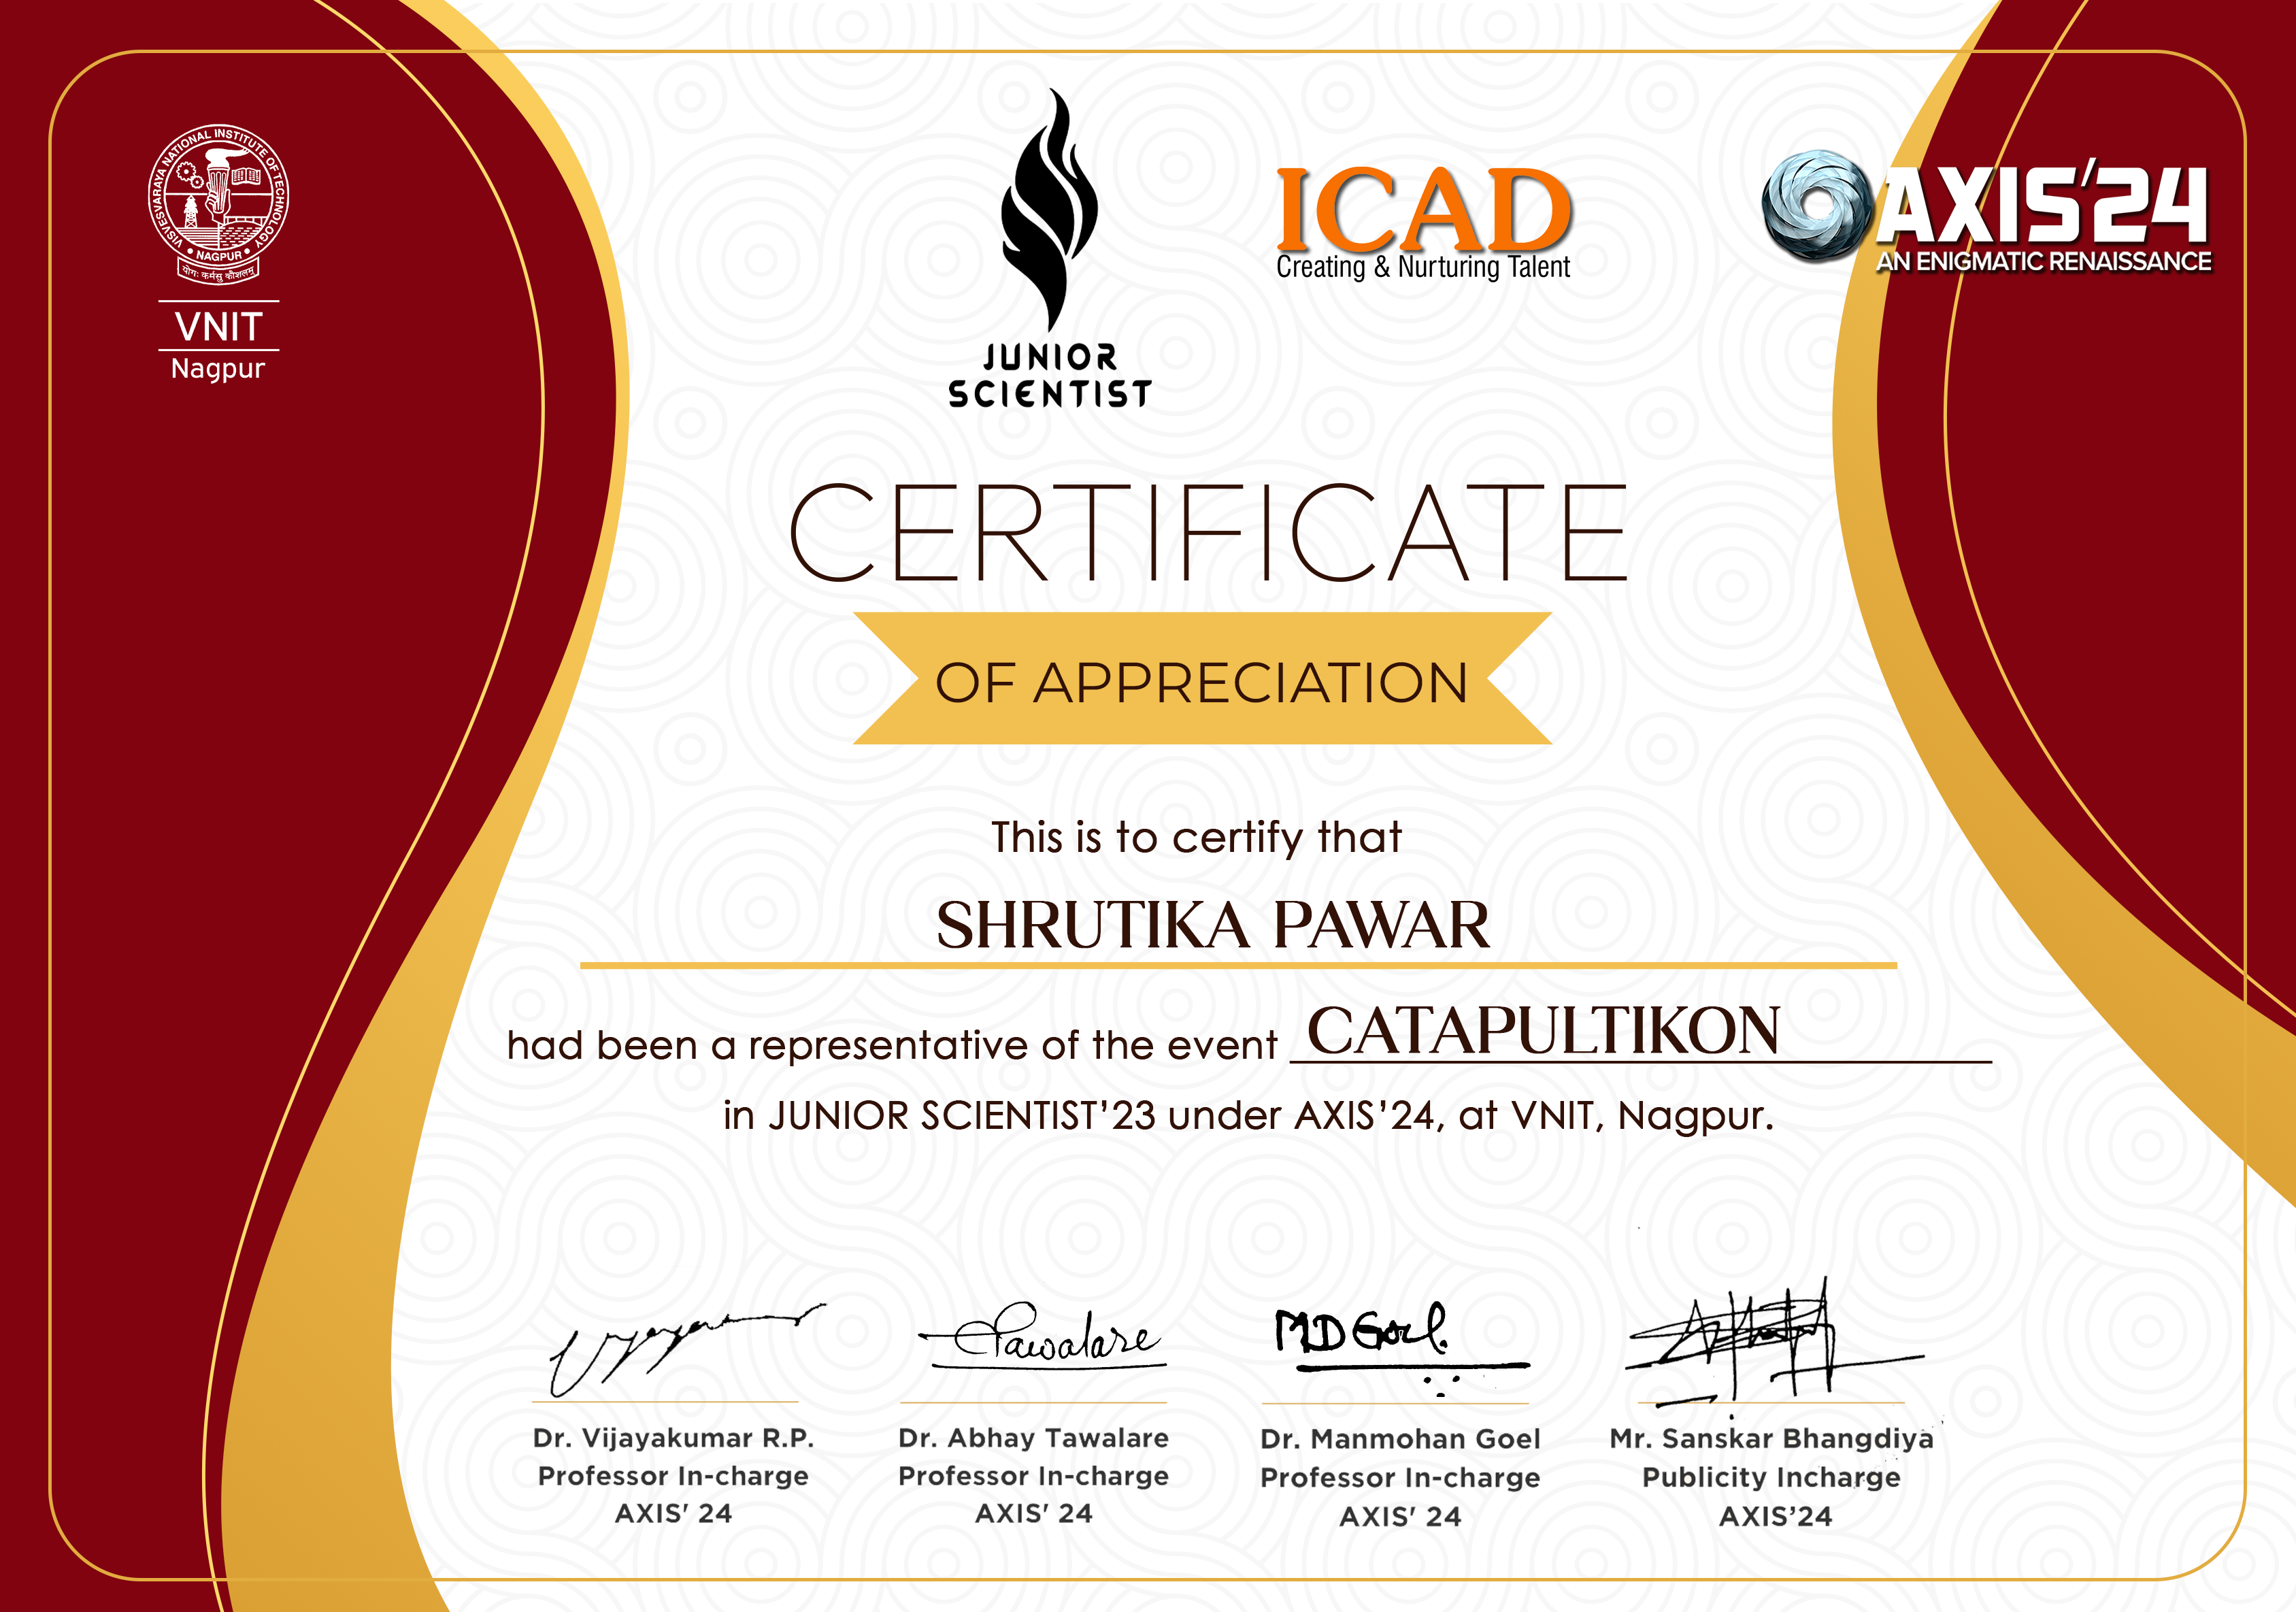 VISVESVARAYA NATIONAL INSTITUTE OF TECHNOLOGY
NAGPUR
योगः कर्मसु कौशलम्
VNIT
Nagpur
JUNIOR
SCIENTIST
ICAD
Creating & Nurturing Talent
AXIS'24
AN ENIGMATIC RENAISSANCE
CERTIFICATE
OF APPRECIATION
This is to certify that
SHRUTIKA PAWAR
had been a representative of the event CATAPULTIKON
in JUNIOR SCIENTIST’23 under AXIS’24, at VNIT, Nagpur.
Tawalare
MD Goel
Dr. Vijayakumar R.P.
Professor In-charge
AXIS' 24
Dr. Abhay Tawalare
Professor In-charge
AXIS' 24
Dr. Manmohan Goel
Professor In-charge
AXIS' 24
Mr. Sanskar Bhangdiya
Publicity Incharge
AXIS’24